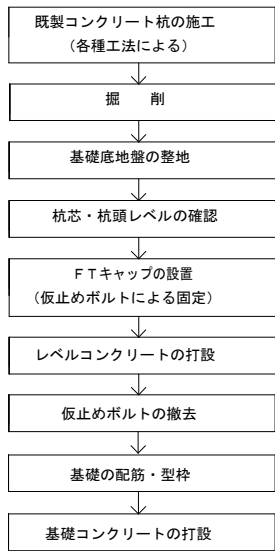 既製コンクリート杭の施工
(各種工法による)
掘　削
基礎底地盤の整地
杭芯・杭頭レベルの確認
ＦＴキャップの設置
(仮止めボルトによる固定)
レベルコンクリートの打設
仮止めボルトの撤去
基礎の配筋・型枠
基礎コンクリートの打設